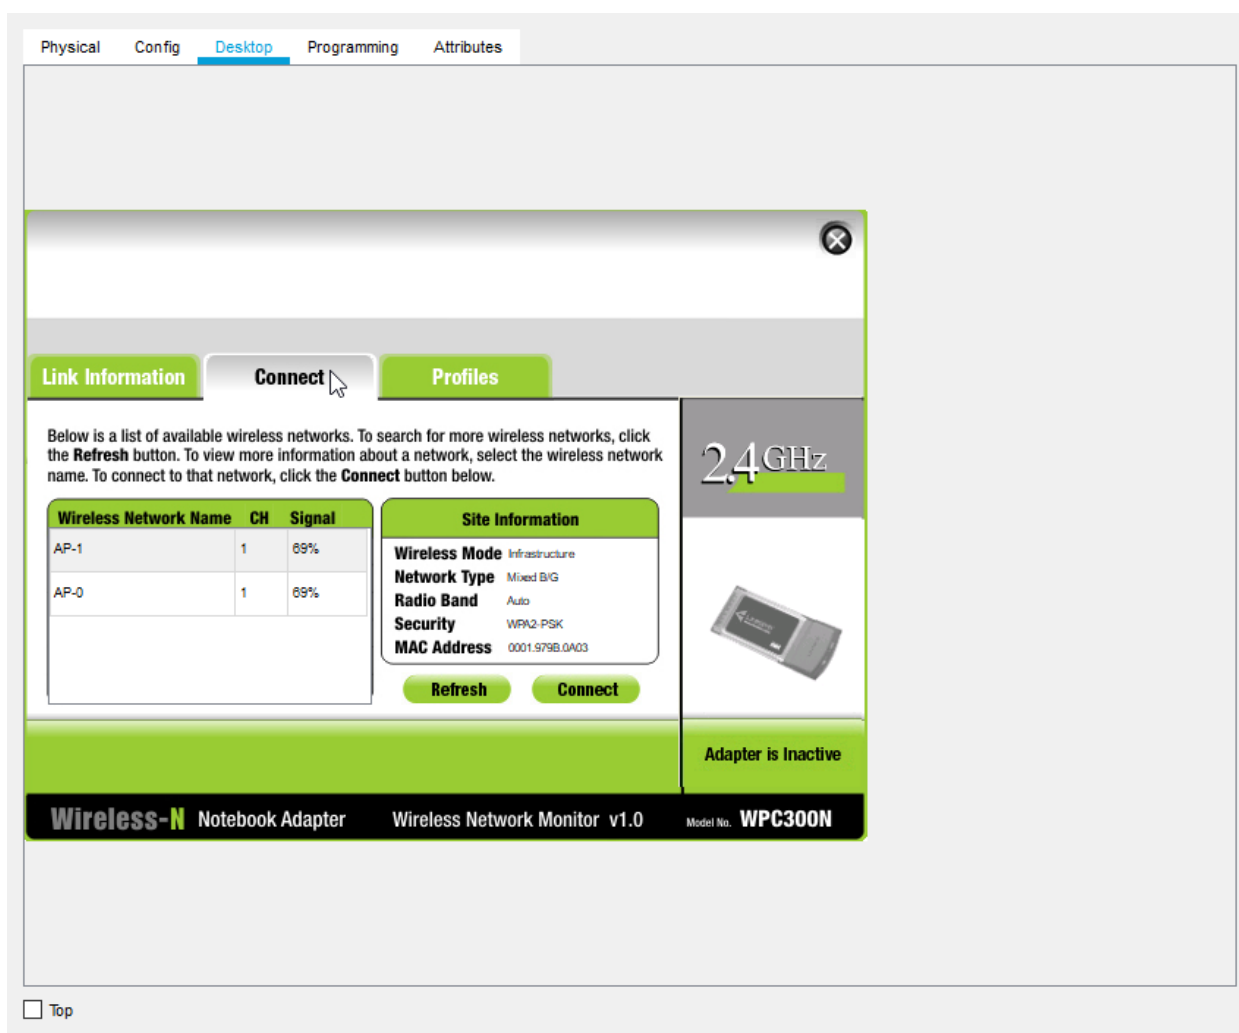 Physical Config Desktop Programming Attributes
Link Information Connect Profiles
Below is a list of available wireless networks. To search for more wireless networks, click
the Refresh button. To view more information about a network, select the wireless network
name. To connect to that network, click the Connect button below.
2.4GHz
Wireless Network Name CH Signal
AP-1 1 69%
AP-0 1 69%
Site Information
Wireless Mode Infrastructure
Network Type Mixed B/G
Radio Band Auto
Security WPA2-PSK
MAC Address 0001.979B.0A03
Refresh Connect
Adapter is Inactive
Wireless-N Notebook Adapter Wireless Network Monitor v1.0 Model No. WPC300N
Top